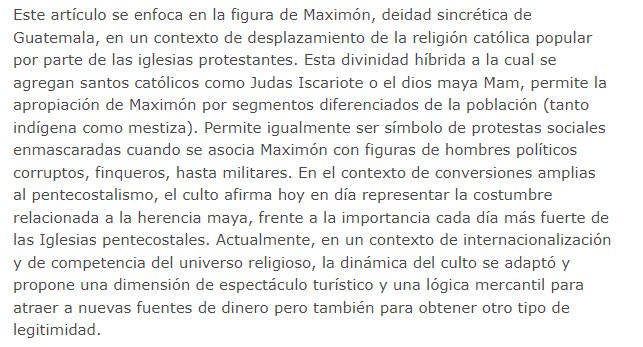 Este artículo se enfoca en la figura de Maximón, deidad sincrética de
Guatemala, en un contexto de desplazamiento de la religión católica popular
por parte de las iglesias protestantes. Esta divinidad híbrida a la cual se
agregan santos católicos como Judas Iscariote o el dios maya Mam, permite la
apropiación de Maximón por segmentos diferenciados de la población (tanto
indígena como mestiza). Permite igualmente ser símbolo de protestas sociales
enmascaradas cuando se asocia Maximón con figuras de hombres políticos
corruptos, finqueros, hasta militares. En el contexto de conversiones amplias
al pentecostalismo, el culto afirma hoy en día representar la costumbre
relacionada a la herencia maya, frente a la importancia cada día más fuerte de
las Iglesias pentecostales. Actualmente, en un contexto de internacionalización
y de competencia del universo religioso, la dinámica del culto se adaptó y
propone una dimensión de espectáculo turístico y una lógica mercantil para
atraer a nuevas fuentes de dinero pero también para obtener otro tipo de
legitimidad.